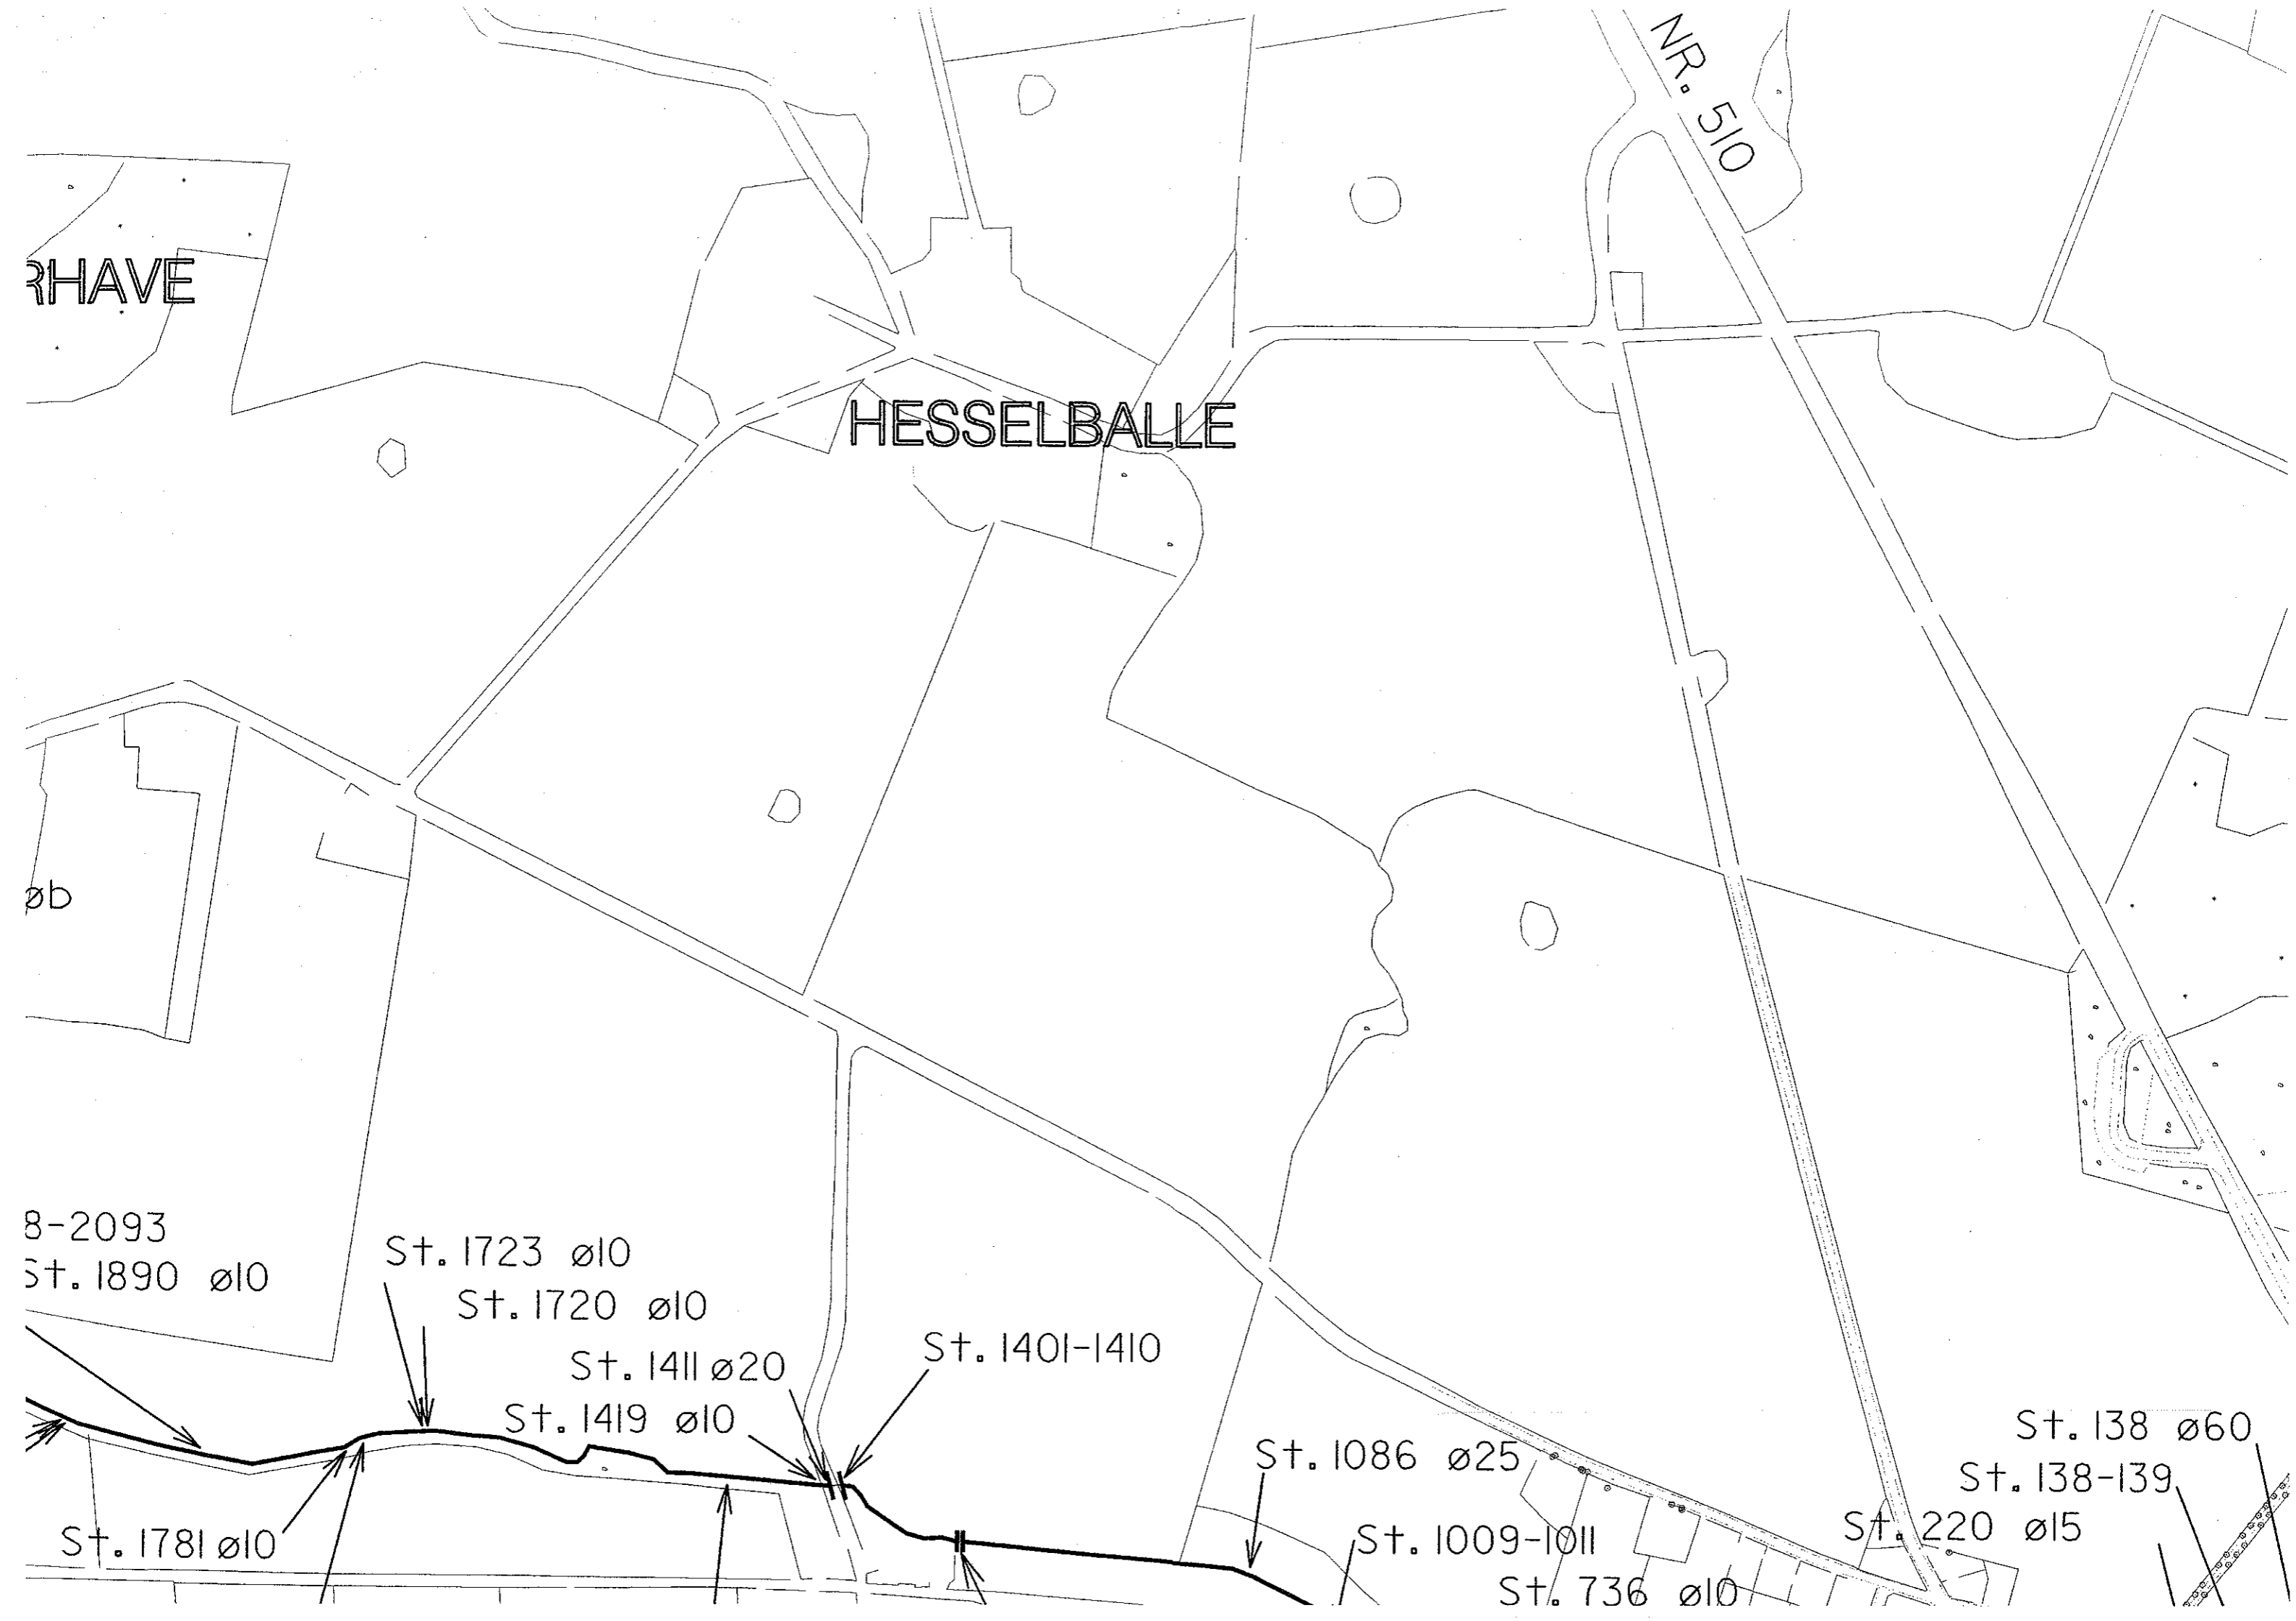 NR. 510
RHAVE
HESSELBALLE
øb
8-2093
St. 1890 ø10
St. 1723 ø10
St. 1720 ø10
St. 1411 ø20
St. 1419 ø10
St. 1401-1410
St. 1781 ø10
St. 1086 ø25
St. 1009-1011
St. 736 ø10
St. 138 ø60
St. 138-139
St. 220 ø15